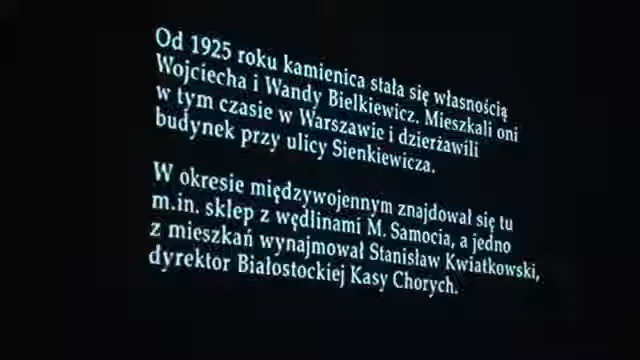 Od 1925 roku kamienica stała się własnością
Wojciecha i Wandy Bielkiewicz. Mieszkali oni
w tym czasie w Warszawie i dzierżawili
budynek przy ulicy Sienkiewicza.
W okresie międzywojennym znajdował się tu
m.in. sklep z wędlinami M. Samocia, a jedno
z mieszkań wynajmował Stanisław Kwiatkowski,
dyrektor Białostockiej Kasy Chorych.